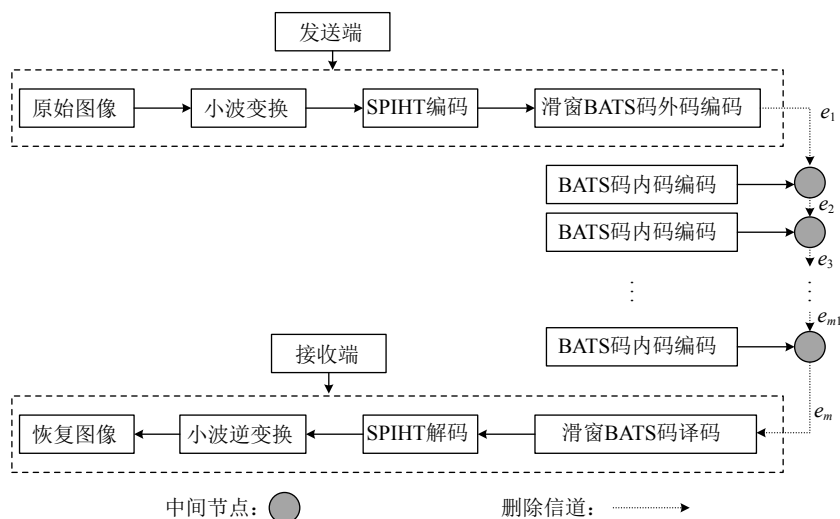 发送端
原始图像
小波变换
SPIHT编码
滑窗BATS码外码编码
e1
BATS码内码编码
e2
BATS码内码编码
e3
em1
BATS码内码编码
接收端
em
恢复图像
小波逆变换
SPIHT解码
滑窗BATS码译码
中间节点：
删除信道：